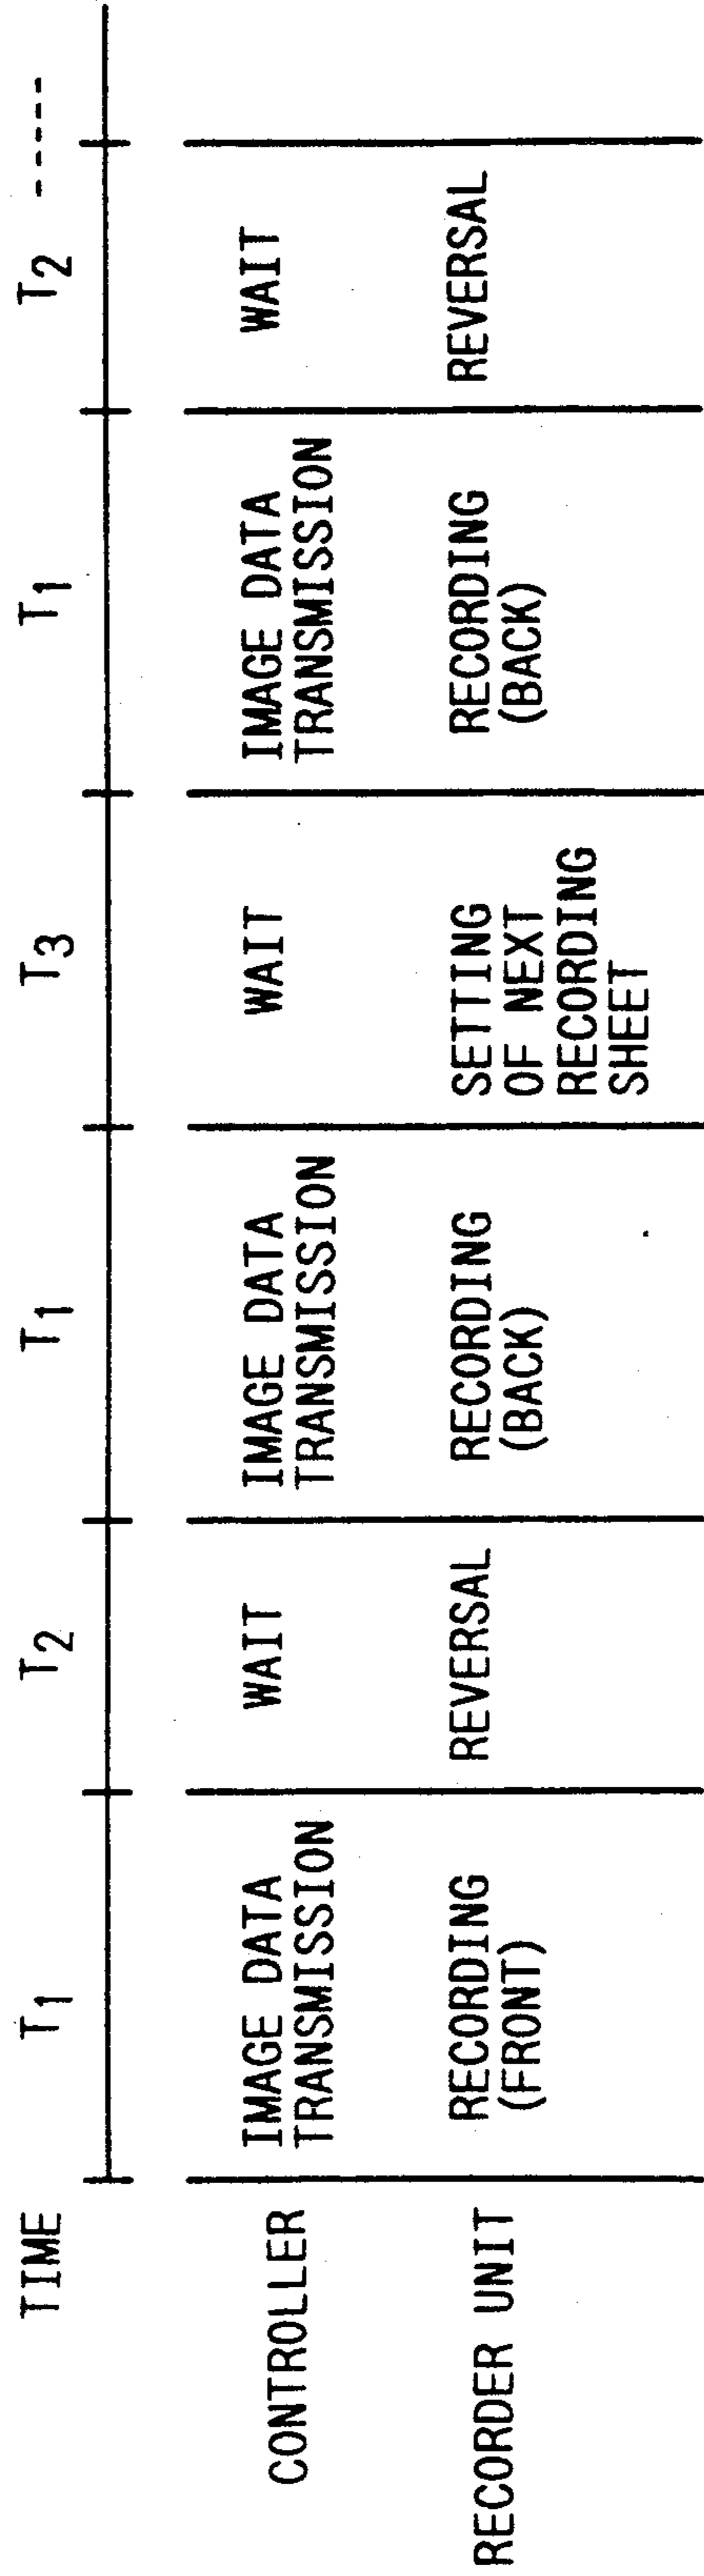 TIME T1 T2 T1 T3 T1 T2 -----
CONTROLLER IMAGE DATA WAIT IMAGE DATA WAIT IMAGE DATA WAIT
TRANSMISSION TRANSMISSION TRANSMISSION
RECORDER UNIT RECORDING REVERSAL RECORDING SETTING RECORDING REVERSAL
(FRONT) (BACK) OF NEXT (BACK)
RECORDING
SHEET